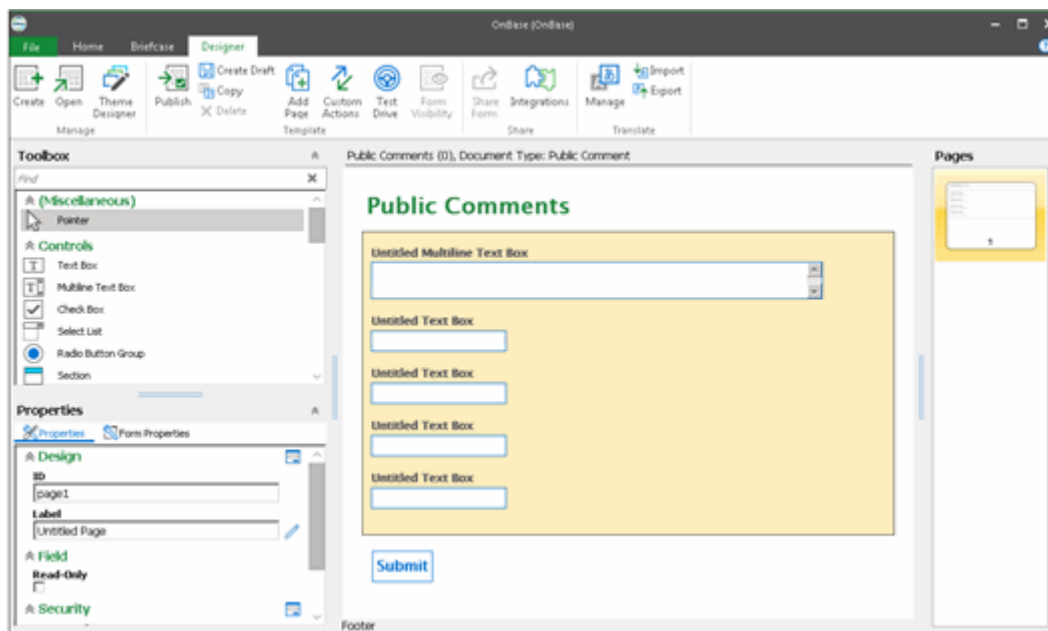 OnBase (OnBase)
File Home Briefcase Designer
Create Open Theme Designer
Manage
Publish Create Draft
Copy
Delete
Add Page Custom Actions Test Drive Form Visibility
Template
Share Form Integrations
Share
Manage Import
Export
Translate
Toolbox
Find
(Miscellaneous)
Pointer
Controls
Text Box
Multiline Text Box
Check Box
Select List
Radio Button Group
Section
Properties
Properties Form Properties
Design
ID
page1
Label
Untitled Page
Field
Read-Only
Security
Public Comments (0), Document Type: Public Comment
Public Comments
Untitled Multiline Text Box
Untitled Text Box
Untitled Text Box
Untitled Text Box
Untitled Text Box
Submit
Footer
Pages
1